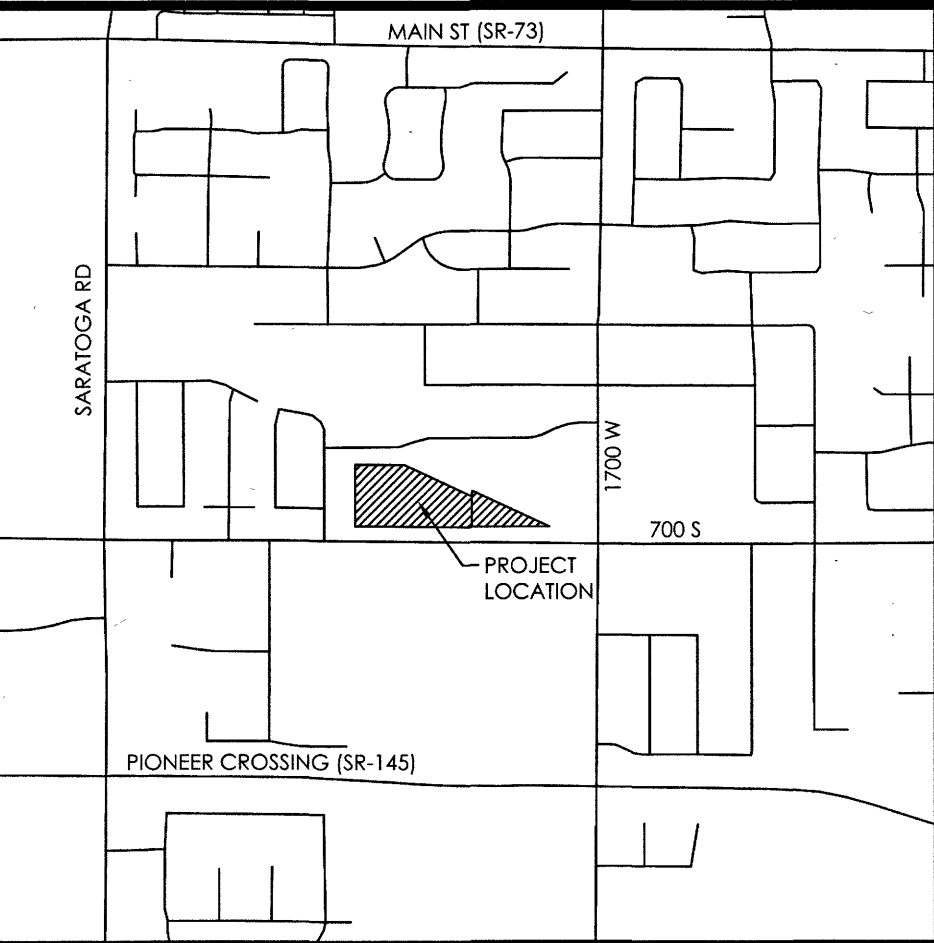 MAIN ST (SR-73)
SARATOGA RD
1700 W
700 S
PROJECT
LOCATION
PIONEER CROSSING (SR-145)